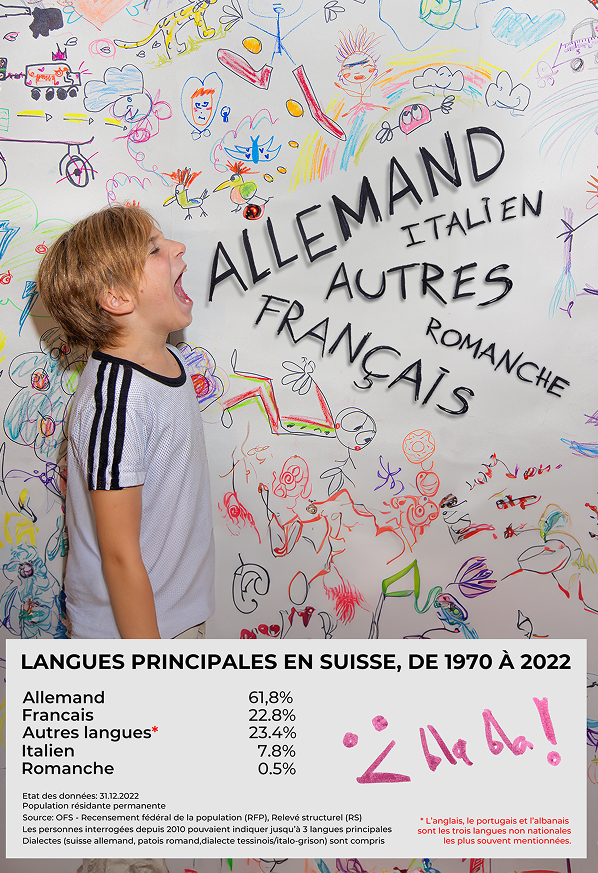 ALLEMAND
ITALIEN
AUTRES
FRANÇAIS
ROMANCHE
LANGUES PRINCIPALES EN SUISSE, DE 1970 À 2022
Allemand 61,8%
Francais 22.8%
Autres langues* 23.4%
Italien 7.8%
Romanche 0.5%
Bla Bla!
Etat des données: 31.12.2022
Population résidante permanente
Source: OFS - Recensement fédéral de la population (RFP), Relevé structurel (RS)
Les personnes interrogées depuis 2010 pouvaient indiquer jusqu'à 3 langues principales
Dialectes (suisse allemand, patois romand,dialecte tessinois/italo-grison) sont compris
* L'anglais, le portugais et l'albanais
sont les trois langues non nationales
les plus souvent mentionnées.